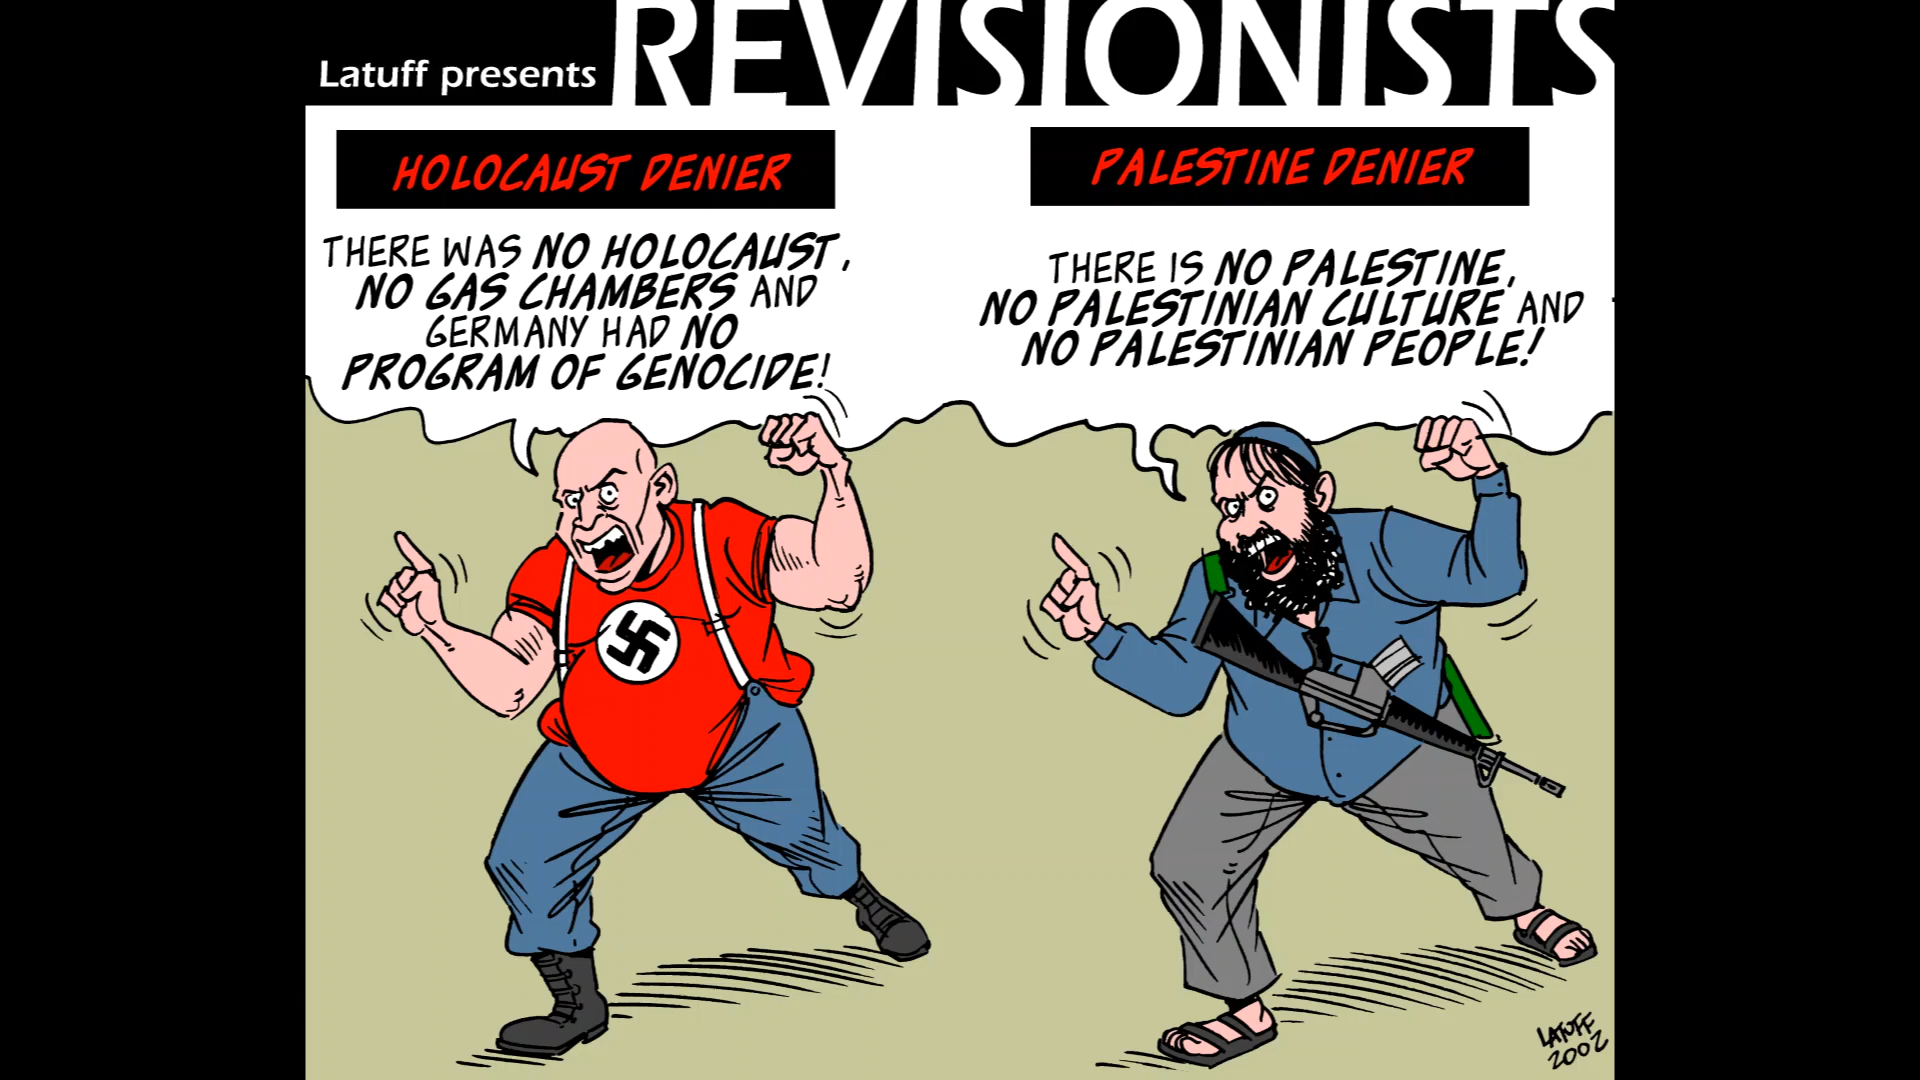 Latuff presents REVISIONISTS
HOLOCAUST DENIER
THERE WAS NO HOLOCAUST,
NO GAS CHAMBERS AND
GERMANY HAD NO
PROGRAM OF GENOCIDE!
PALESTINE DENIER
THERE IS NO PALESTINE,
NO PALESTINIAN CULTURE AND
NO PALESTINIAN PEOPLE!
LATUFF
2002